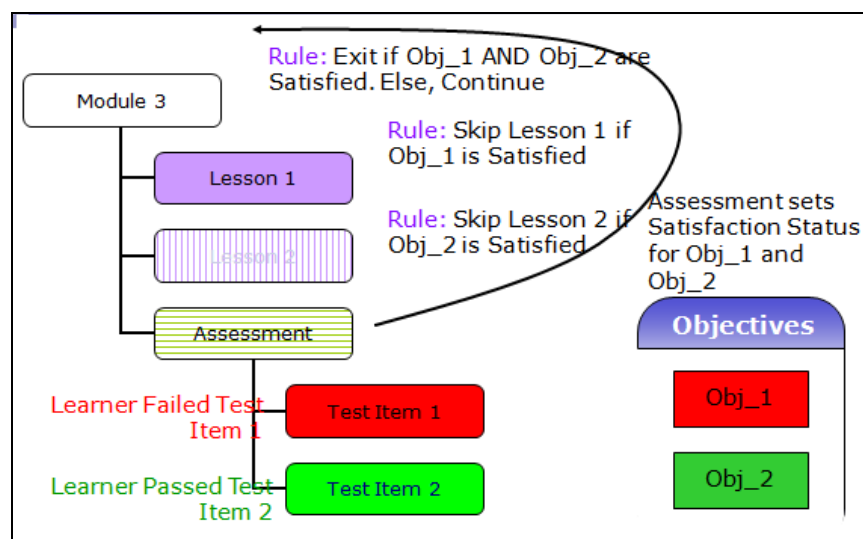 Rule: Exit if Obj_1 AND Obj_2 are
Satisfied. Else, Continue
Module 3
Rule: Skip Lesson 1 if
Obj_1 is Satisfied
Lesson 1
Assessment sets
Satisfaction Status
for Obj_1 and
Obj_2
Rule: Skip Lesson 2 if
Obj_2 is Satisfied
Lesson 2
Assessment
Objectives
Learner Failed Test
Item 1
Test Item 1
Obj_1
Learner Passed Test
Item 2
Test Item 2
Obj_2